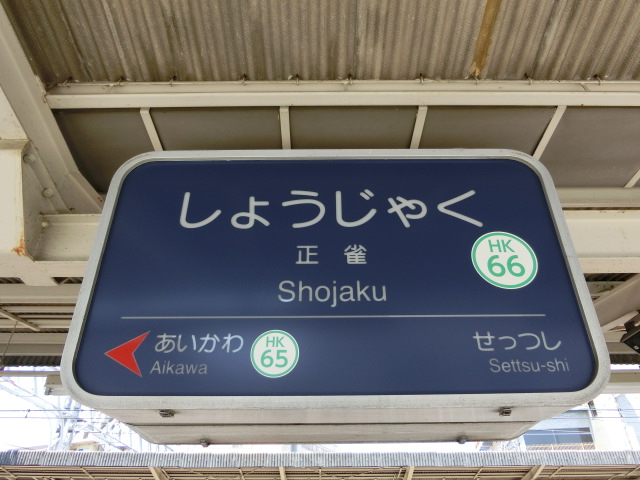 しょうじゃく
正雀
HK
66
Shojaku
あいかわ
Aikawa
HK
65
せっつし
Settsu-shi